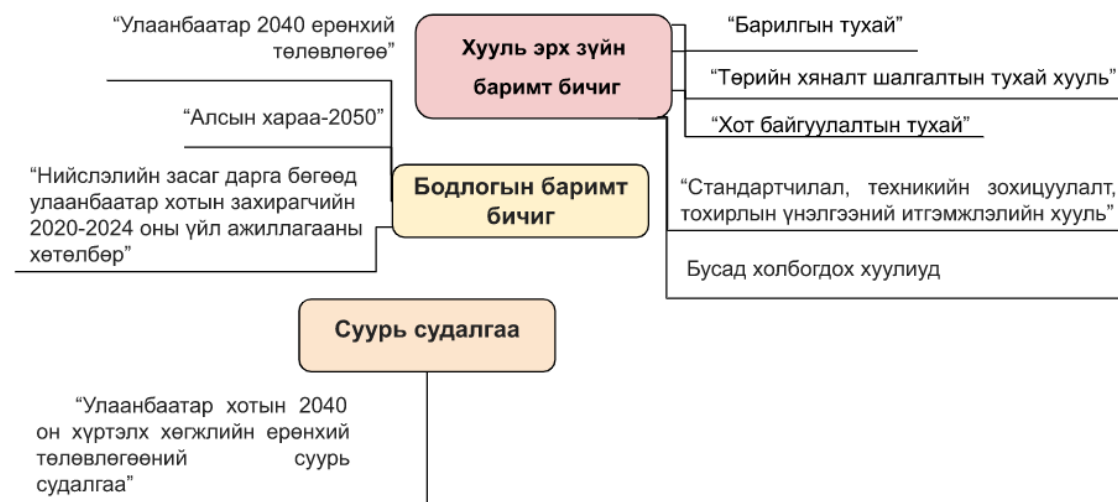 “Улаанбаатар 2040 ерөнхий
төлөвлөгөө”
“Алсын хараа-2050”
“Нийслэлийн засаг дарга бөгөөд
улаанбаатар хотын захирагчийн
2020-2024 оны үйл ажиллагааны
хөтөлбөр”
Хууль эрх зүйн
баримт бичиг
“Барилгын тухай”
“Төрийн хяналт шалгалтын тухай хууль”
“Хот байгуулалтын тухай”
“Стандартчилал, техникийн зохицуулалт,
тохирлын үнэлгээний итгэмжлэлийн хууль”
Бусад холбогдох хуулиуд
Бодлогын баримт
бичиг
Суурь судалгаа
“Улаанбаатар хотын 2040
он хүртэлх хөгжлийн ерөнхий
төлөвлөгөөний суурь
судалгаа”